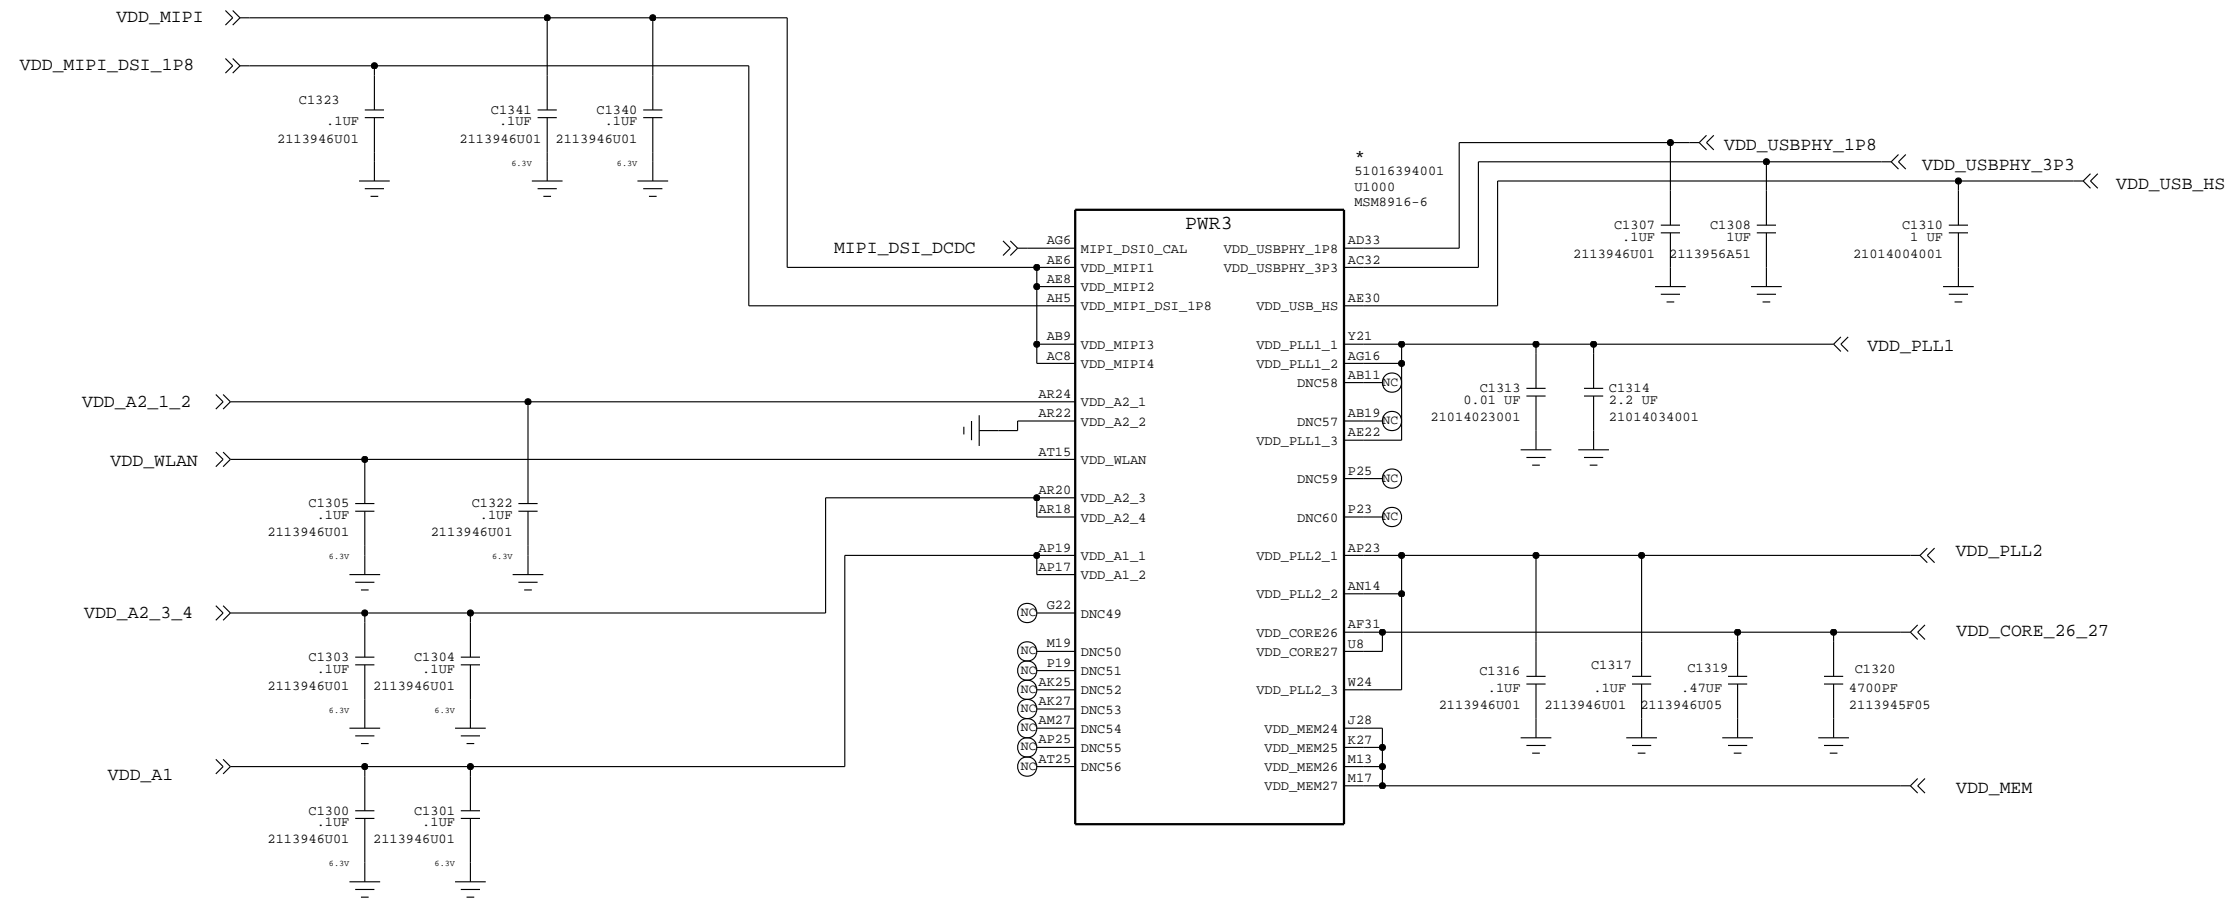 VDD_MIPI
VDD_MIPI_DSI_1P8
C1323
.1UF
2113946U01
C1341
.1UF
2113946U01
6.3V
C1340
.1UF
2113946U01
6.3V
MIPI_DSI_DCDC
VDD_A2_1_2
VDD_WLAN
C1305
.1UF
2113946U01
6.3V
C1322
.1UF
2113946U01
6.3V
VDD_A2_3_4
C1303
.1UF
2113946U01
6.3V
C1304
.1UF
2113946U01
6.3V
VDD_A1
C1300
.1UF
2113946U01
6.3V
C1301
.1UF
2113946U01
6.3V
*
51016394001
U1000
MSM8916-6
PWR3
AG6 MIPI_DSI0_CAL
AE6 VDD_MIPI1
AE8 VDD_MIPI2
AH5 VDD_MIPI_DSI_1P8
AB9 VDD_MIPI3
AC8 VDD_MIPI4
AR24 VDD_A2_1
AR22 VDD_A2_2
AT15 VDD_WLAN
AR20 VDD_A2_3
AR18 VDD_A2_4
AP19 VDD_A1_1
AP17 VDD_A1_2
NC G22 DNC49
NC M19 DNC50
NC P19 DNC51
NC AK25 DNC52
NC AK27 DNC53
NC AM27 DNC54
NC AP25 DNC55
NC AT25 DNC56
VDD_USBPHY_1P8 AD33
VDD_USBPHY_3P3 AC32
VDD_USB_HS AE30
VDD_PLL1_1 Y21
VDD_PLL1_2 AG16
DNC58 AB11 NC
DNC57 AB19 NC
VDD_PLL1_3 AE22
DNC59 P25 NC
DNC60 P23 NC
VDD_PLL2_1 AP23
VDD_PLL2_2 AN14
VDD_CORE26 AF31
VDD_CORE27 U8
VDD_PLL2_3 W24
VDD_MEM24 J28
VDD_MEM25 K27
VDD_MEM26 M13
VDD_MEM27 M17
VDD_USBPHY_1P8
VDD_USBPHY_3P3
VDD_USB_HS
C1307
.1UF
2113946U01
C1308
1UF
2113956A51
C1310
1 UF
21014004001
VDD_PLL1
C1313
0.01 UF
21014023001
C1314
2.2 UF
21014034001
VDD_PLL2
VDD_CORE_26_27
C1316
.1UF
2113946U01
C1317
.1UF
2113946U01
C1319
.47UF
2113946U05
C1320
4700PF
2113945F05
VDD_MEM